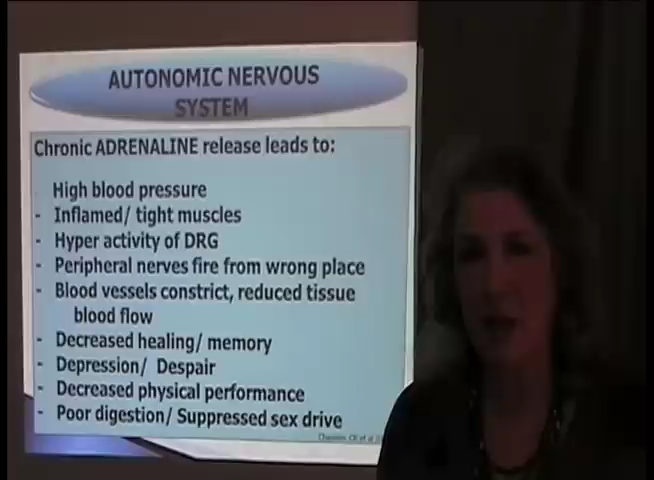 AUTONOMIC NERVOUS
SYSTEM
Chronic ADRENALINE release leads to:
High blood pressure
- Inflamed/ tight muscles
- Hyper activity of DRG
- Peripheral nerves fire from wrong place
- Blood vessels constrict, reduced tissue
blood flow
- Decreased healing/ memory
- Depression/ Despair
- Decreased physical performance
- Poor digestion/ Suppressed sex drive